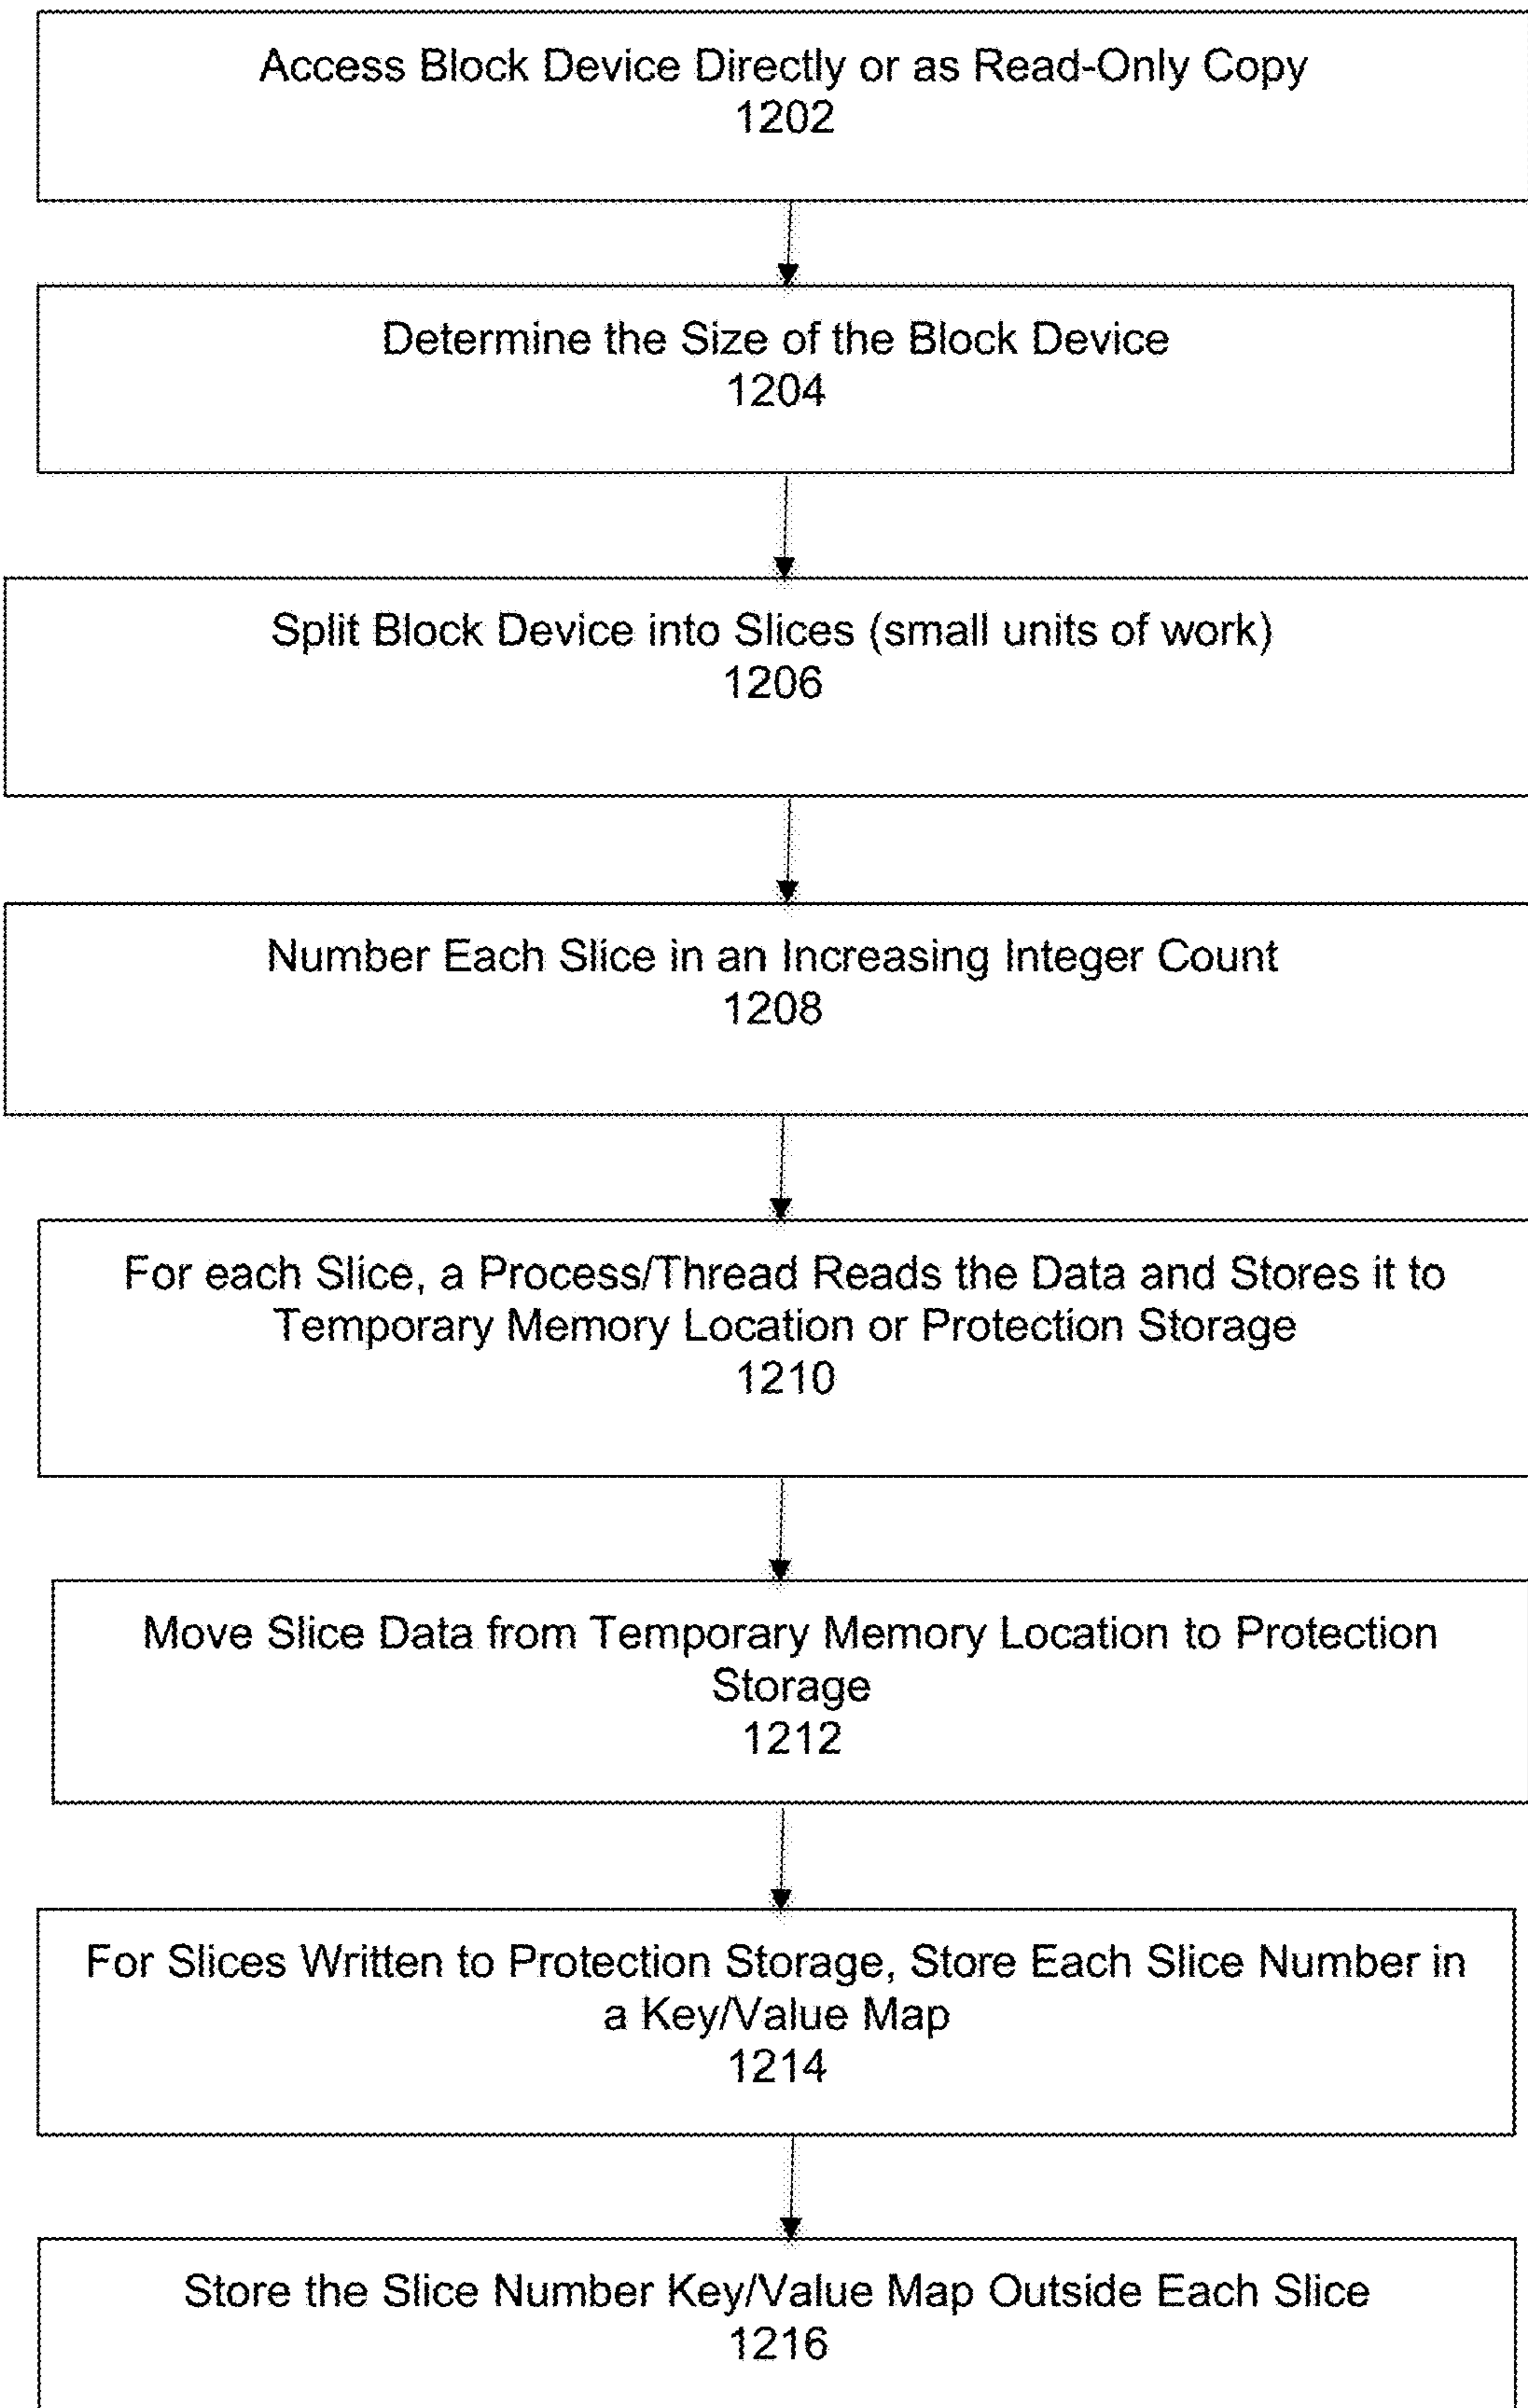 Access Block Device Directly or as Read-Only Copy
1202
Determine the Size of the Block Device
1204
Split Block Device into Slices (small units of work)
1206
Number Each Slice in an Increasing Integer Count
1208
For each Slice, a Process/Thread Reads the Data and Stores it to
Temporary Memory Location or Protection Storage
1210
Move Slice Data from Temporary Memory Location to Protection
Storage
1212
For Slices Written to Protection Storage, Store Each Slice Number in
a Key/Value Map
1214
Store the Slice Number Key/Value Map Outside Each Slice
1216